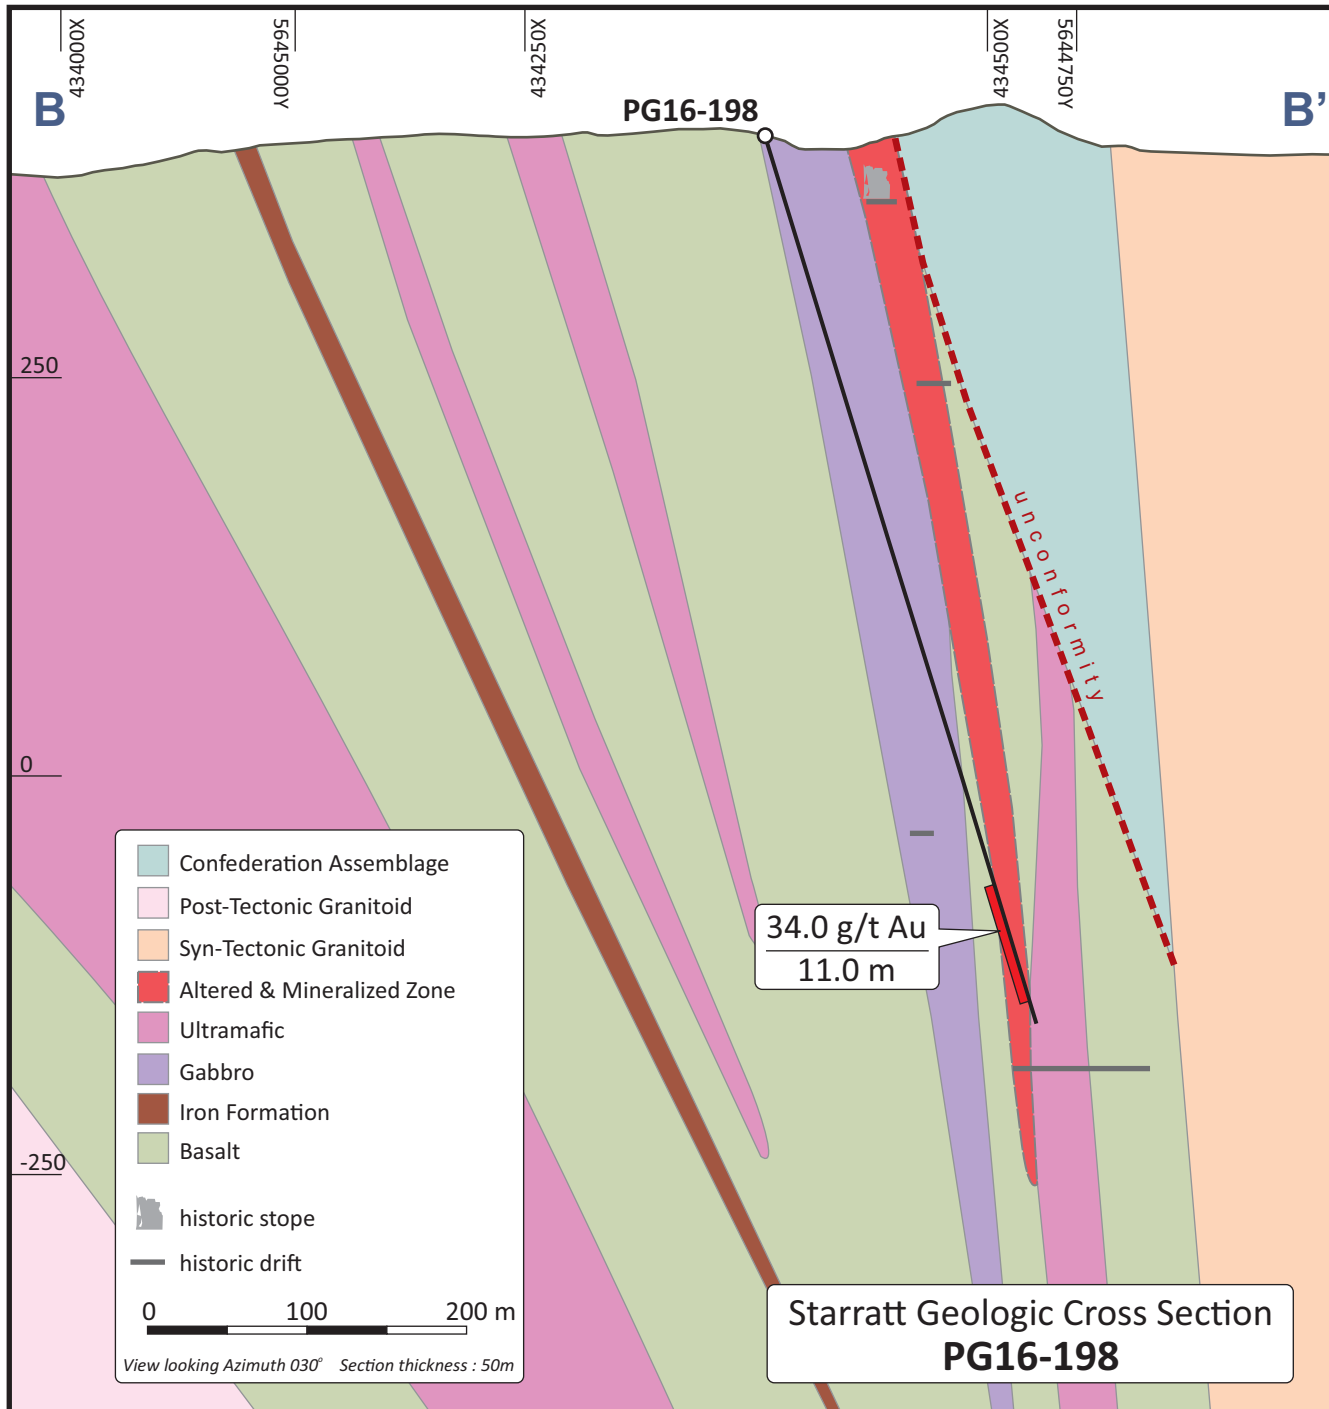 434000X
5645000Y
434250X
434500X
5644750Y
B
PG16-198
B’
250
unconformity
0
34.0 g/t Au
11.0 m
-250
Confederation Assemblage
Post-Tectonic Granitoid
Syn-Tectonic Granitoid
Altered & Mineralized Zone
Ultramafic
Gabbro
Iron Formation
Basalt
historic stope
historic drift
0 100 200 m
View looking Azimuth 030° Section thickness : 50m
Starratt Geologic Cross Section
PG16-198